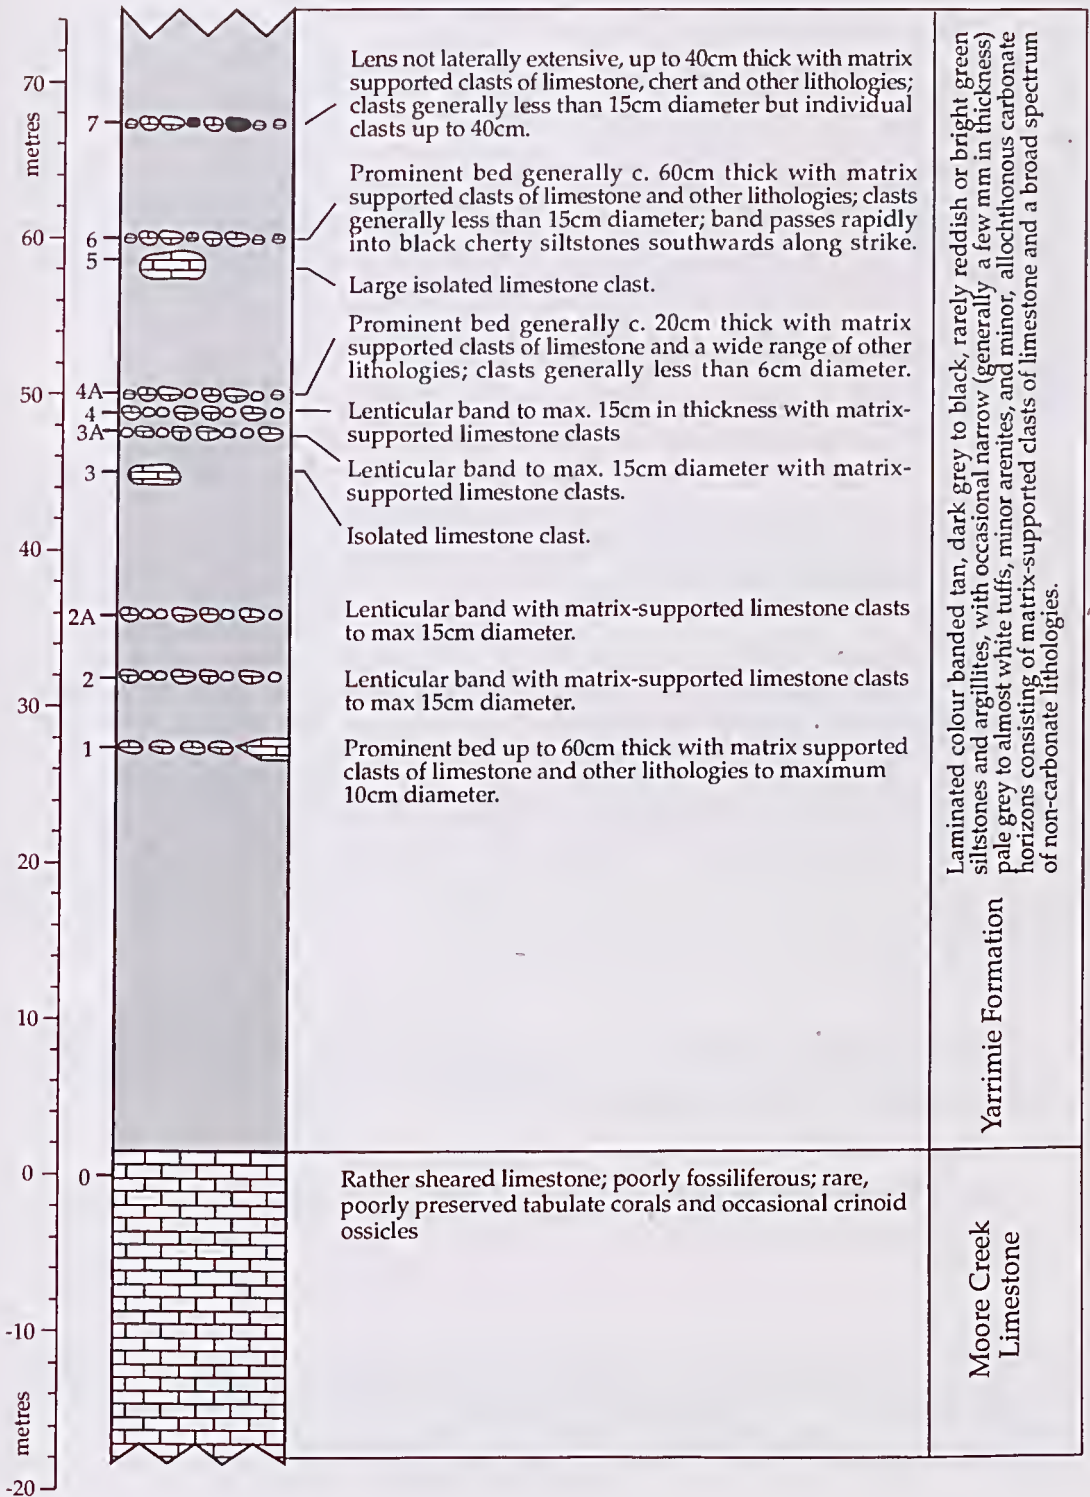 70
metres
60
50
40
30
20
10
0
-10
metres
-20
7
6
5
4A
4
3A
3
2A
2
1
0
Lens not laterally extensive, up to 40cm thick with matrix
supported clasts of limestone, chert and other lithologies;
clasts generally less than 15cm diameter but individual
clasts up to 40cm.
Prominent bed generally c. 60cm thick with matrix
supported clasts of limestone and other lithologies; clasts
generally less than 15cm diameter; band passes rapidly
into black cherty siltstones southwards along strike.
Large isolated limestone clast.
Prominent bed generally c. 20cm thick with matrix
supported clasts of limestone and a wide range of other
lithologies; clasts generally less than 6cm diameter.
Lenticular band to max. 15cm in thickness with matrix-
supported limestone clasts
Lenticular band to max. 15cm diameter with matrix-
supported limestone clasts.
Isolated limestone clast.
Lenticular band with matrix-supported limestone clasts
to max 15cm diameter.
Lenticular band with matrix-supported limestone clasts
to max 15cm diameter.
Prominent bed up to 60cm thick with matrix supported
clasts of limestone and other lithologies to maximum
10cm diameter.
Rather sheared limestone; poorly fossiliferous; rare,
poorly preserved tabulate corals and occasional crinoid
ossicles
Laminated colour banded tan, dark grey to black, rarely reddish or bright green
siltstones and argillites, with occasional narrow (generally a few mm in thickness)
pale grey to almost white tuffs, minor arenites, and minor, allochthonous carbonate
horizons consisting of matrix-supported clasts of limestone and a broad spectrum
of non-carbonate lithologies.
Yarrimie Formation
Moore Creek
Limestone